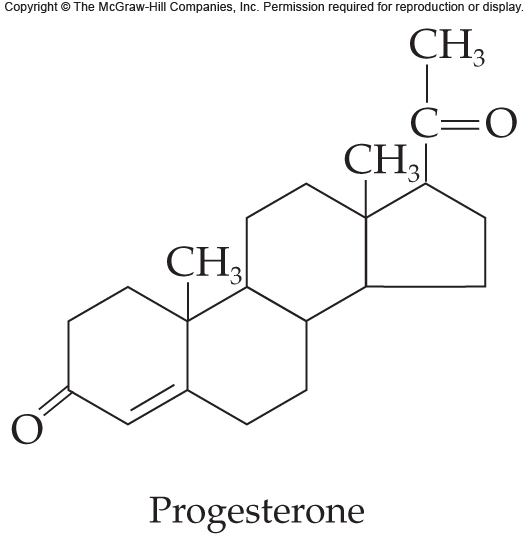 Copyright © The McGraw-Hill Companies, Inc. Permission required for reproduction or display.
CH3
C=O
CH3
CH3
O
Progesterone